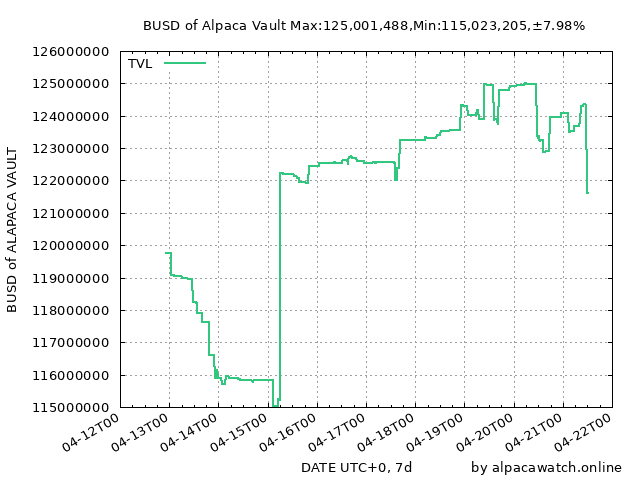 BUSD of Alpaca Vault Max:125,001,488,Min:115,023,205,±7.98%
TVL
126000000
125000000
124000000
123000000
122000000
121000000
120000000
119000000
118000000
117000000
116000000
115000000
BUSD of ALAPACA VAULT
04-12T00
04-13T00
04-14T00
04-15T00
04-16T00
04-17T00
04-18T00
04-19T00
04-20T00
04-21T00
04-22T00
DATE UTC+0, 7d
by alpacawatch.online